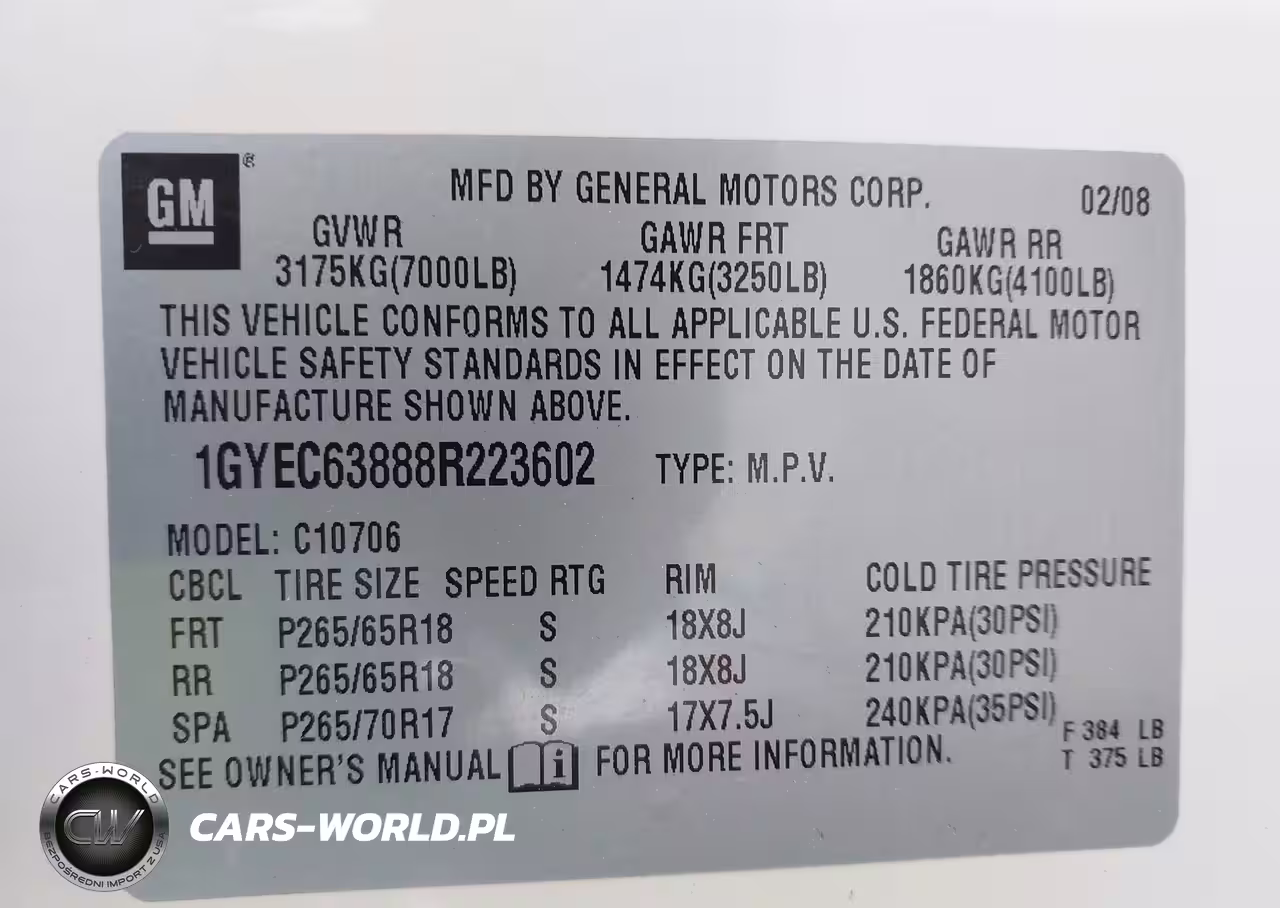 GM ®
MFD BY GENERAL MOTORS CORP. 02/08
GVWR GAWR FRT GAWR RR
3175KG(7000LB) 1474KG(3250LB) 1860KG(4100LB)
THIS VEHICLE CONFORMS TO ALL APPLICABLE U.S. FEDERAL MOTOR
VEHICLE SAFETY STANDARDS IN EFFECT ON THE DATE OF
MANUFACTURE SHOWN ABOVE.
1GYEC63888R223602 TYPE: M.P.V.
MODEL: C10706
CBCL TIRE SIZE SPEED RTG RIM COLD TIRE PRESSURE
FRT P265/65R18 S 18X8J 210KPA(30PSI)
RR P265/65R18 S 18X8J 210KPA(30PSI)
SPA P265/70R17 S 17X7.5J 240KPA(35PSI)
F 384 LB
T 375 LB
SEE OWNER'S MANUAL i FOR MORE INFORMATION.
CARS-WORLD
CW
BEZPOŚREDNI IMPORT Z USA
CARS-WORLD.PL